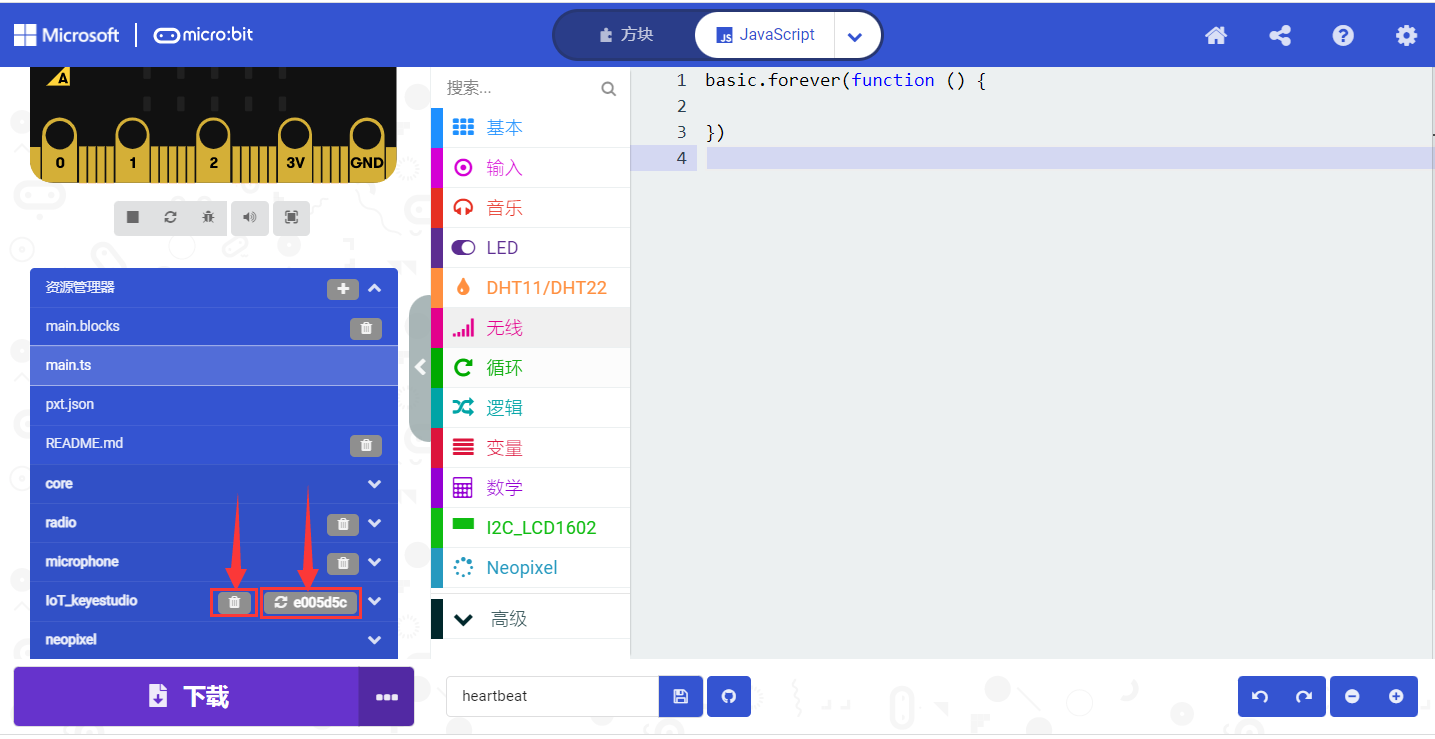 Microsoft micro:bit 方块 JavaScript
A
0 1 2 3V GND
资源管理器
main.blocks
main.ts
pxt.json
README.md
core
radio
microphone
IoT_keyestudio e005d5c
neopixel
下载
搜索...
基本
输入
音乐
LED
DHT11/DHT22
无线
循环
逻辑
变量
数学
I2C_LCD1602
Neopixel
高级
1 basic.forever(function () {
2
3 })
4
heartbeat